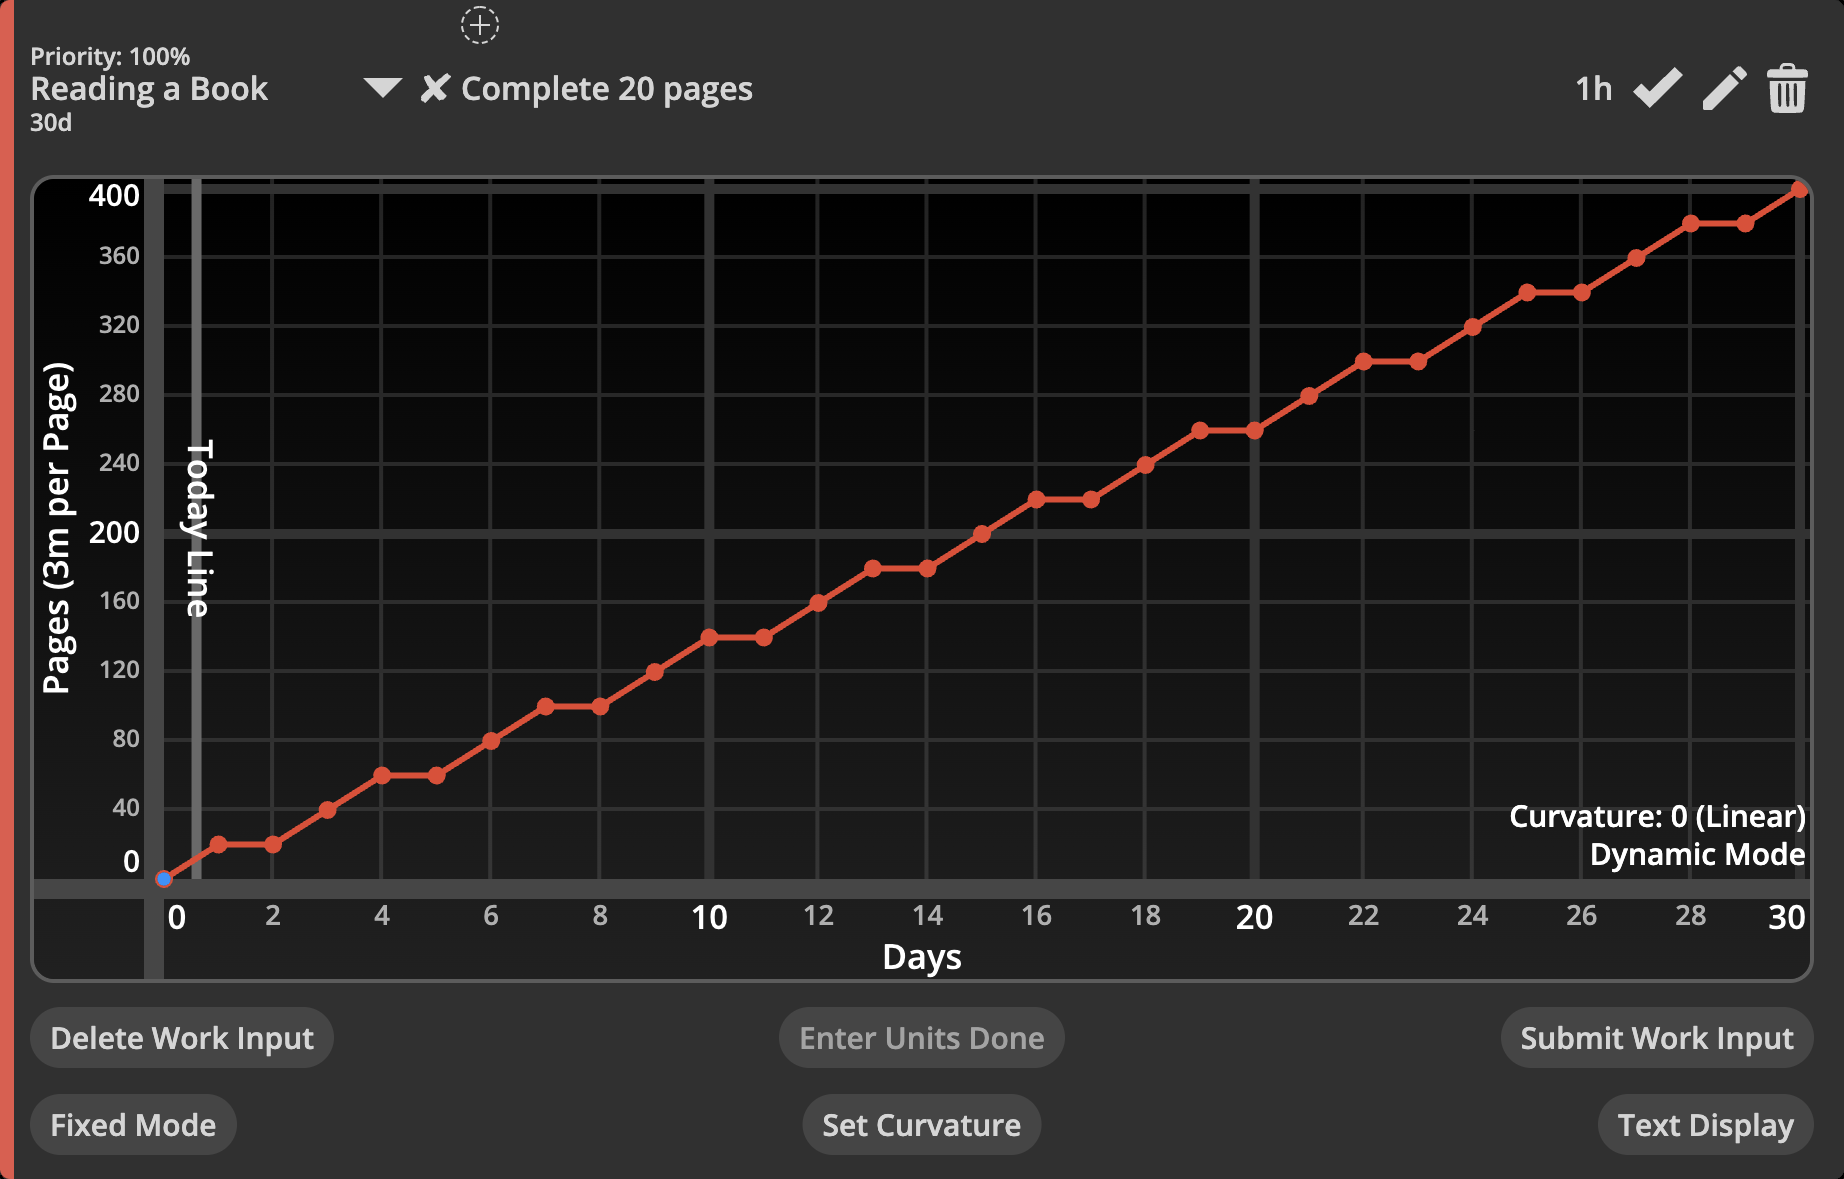 Priority: 100%
Reading a Book
30d
Complete 20 pages
1h
400
360
320
280
240
200
160
120
80
40
0
Pages (3m per Page)
Today Line
Curvature: 0 (Linear)
Dynamic Mode
0 2 4 6 8 10 12 14 16 18 20 22 24 26 28 30
Days
Delete Work Input
Enter Units Done
Submit Work Input
Fixed Mode
Set Curvature
Text Display